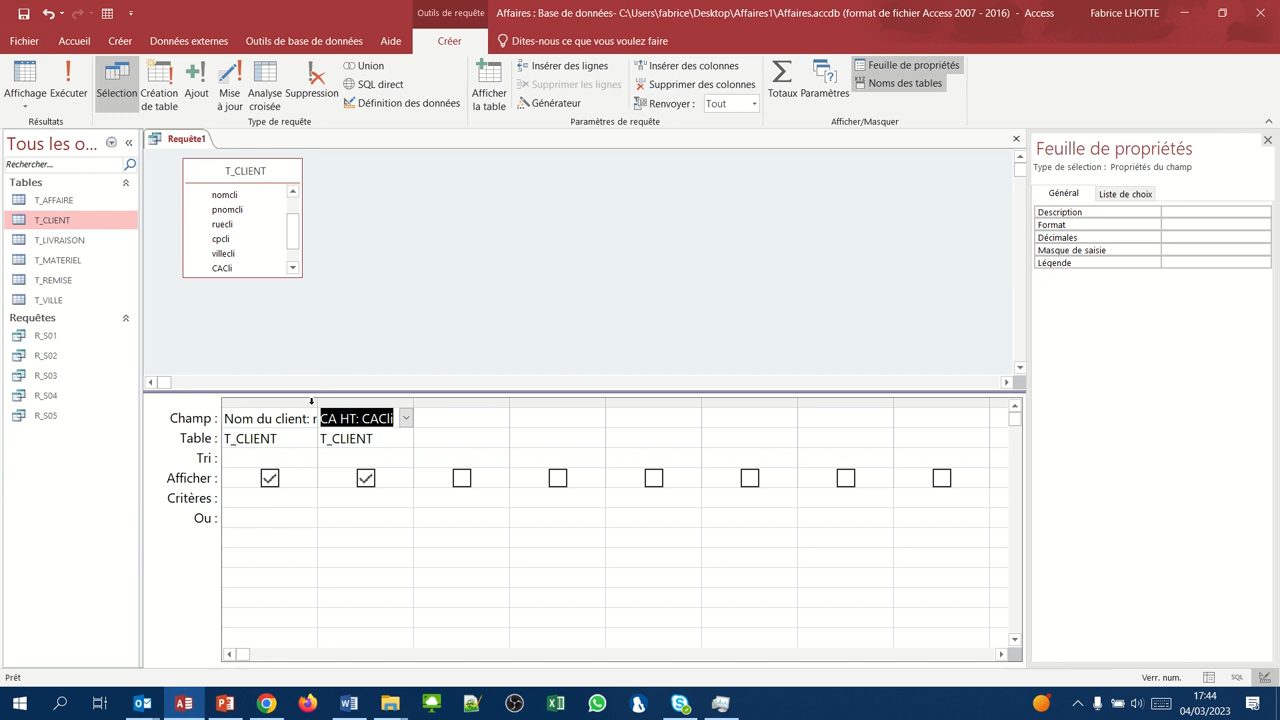 Outils de requête
Affaires : Base de données- C:\Users\fabrice\Desktop\Affaires1\Affaires.accdb (format de fichier Access 2007 - 2016) - Access
Fabrice LHOTTE
Fichier
Accueil
Créer
Données externes
Outils de base de données
Aide
Créer
Dites-nous ce que vous voulez faire
Affichage
Exécuter
Résultats
Sélection
Création de table
Ajout
Mise à jour
Analyse croisée
Suppression
Union
SQL direct
Définition des données
Type de requête
Afficher la table
Insérer des lignes
Supprimer les lignes
Générateur
Insérer des colonnes
Supprimer des colonnes
Renvoyer : Tout
Paramètres de requête
Totaux
Paramètres
Feuille de propriétés
Noms des tables
Afficher/Masquer
Tous les o...
Rechercher...
Tables
T_AFFAIRE
T_CLIENT
T_LIVRAISON
T_MATERIEL
T_REMISE
T_VILLE
Requêtes
R_S01
R_S02
R_S03
R_S04
R_S05
Requête1
T_CLIENT
nomcli
pnomcli
ruecli
cpcli
villecli
CACli
Champ : Nom du client: r CA HT: CACli
Table : T_CLIENT T_CLIENT
Tri :
Afficher :
Critères :
Ou :
Feuille de propriétés
Type de sélection : Propriétés du champ
Général
Liste de choix
Description
Format
Décimales
Masque de saisie
Légende
Prêt
Verr. num.
SQL
17:44
04/03/2023